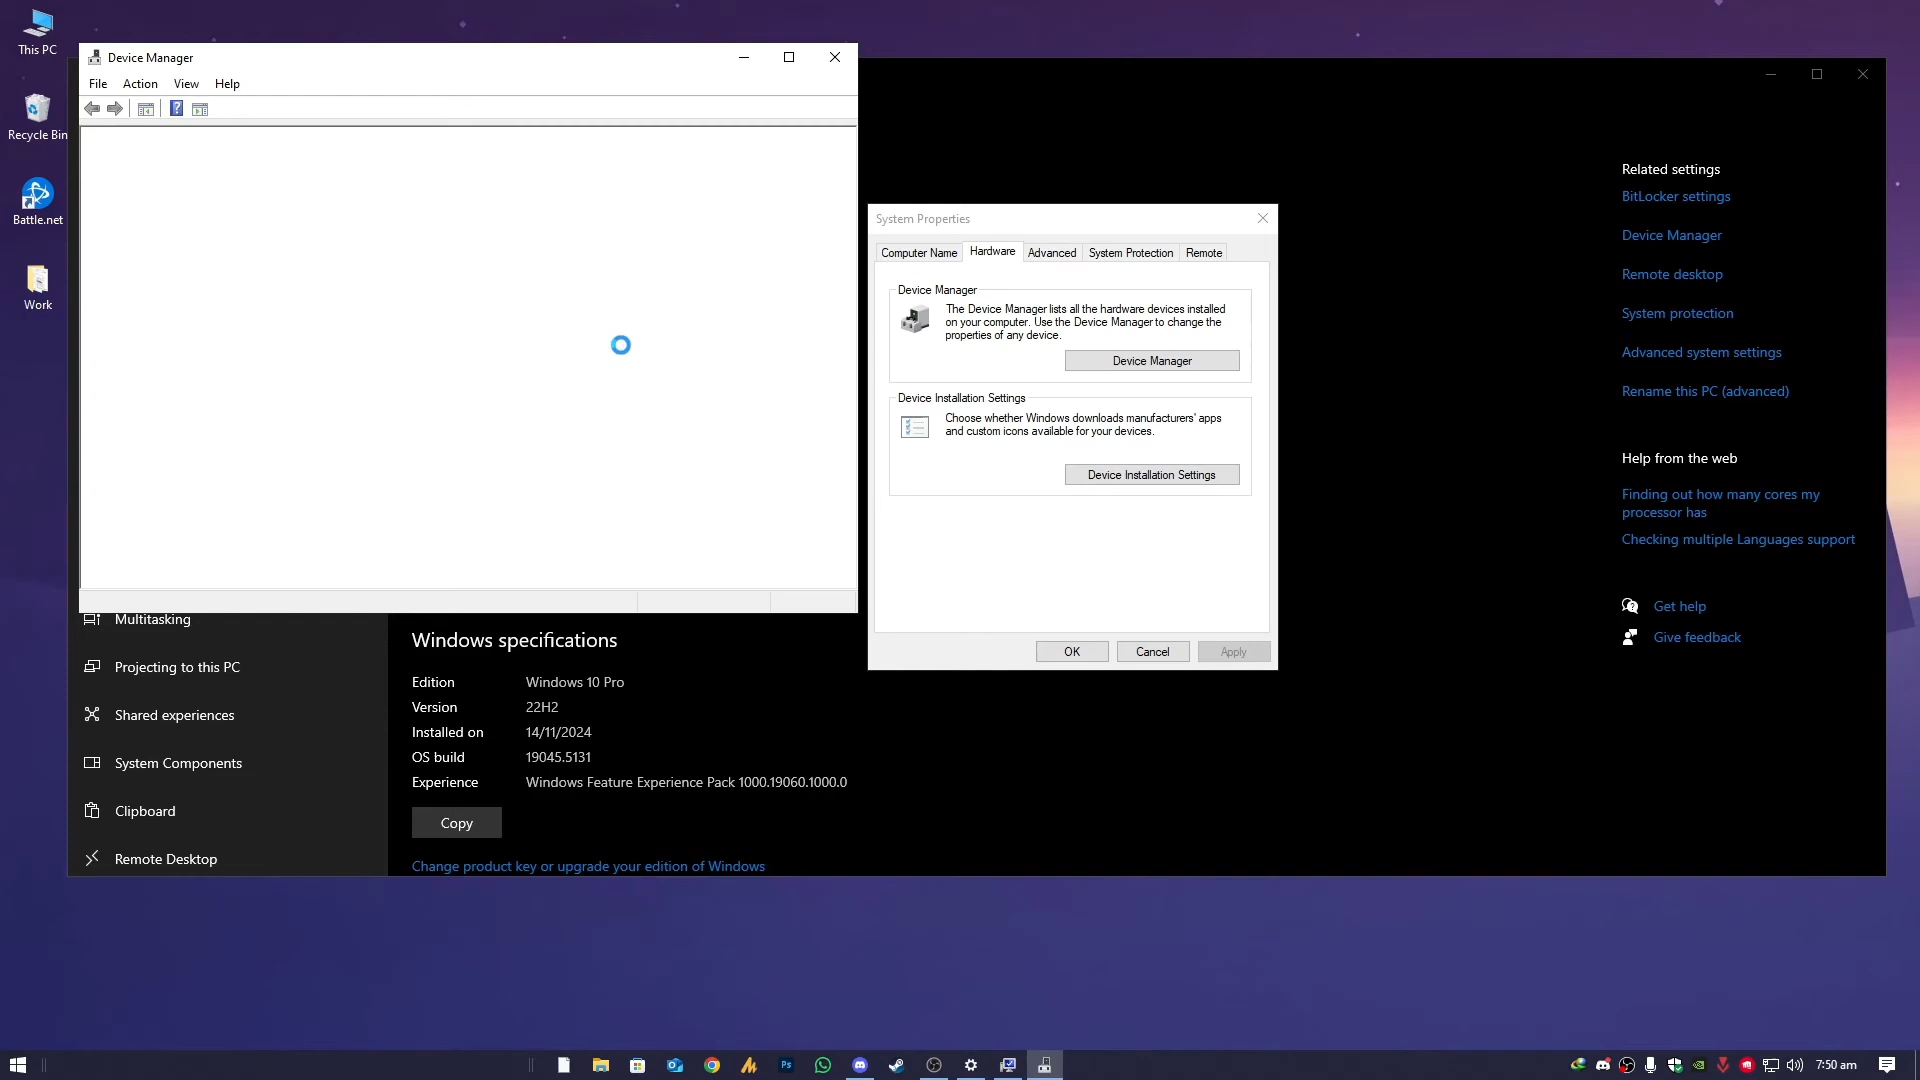 This PC
Recycle Bin
Battle.net
Work
Device Manager
File Action View Help
System Properties
Computer Name Hardware Advanced System Protection Remote
Device Manager
The Device Manager lists all the hardware devices installed
on your computer. Use the Device Manager to change the
properties of any device.
Device Manager
Device Installation Settings
Choose whether Windows downloads manufacturers' apps
and custom icons available for your devices.
Device Installation Settings
OK Cancel Apply
Related settings
BitLocker settings
Device Manager
Remote desktop
System protection
Advanced system settings
Rename this PC (advanced)
Help from the web
Finding out how many cores my
processor has
Checking multiple Languages support
Get help
Give feedback
Multitasking
Projecting to this PC
Shared experiences
System Components
Clipboard
Remote Desktop
Windows specifications
Edition Windows 10 Pro
Version 22H2
Installed on 14/11/2024
OS build 19045.5131
Experience Windows Feature Experience Pack 1000.19060.1000.0
Copy
Change product key or upgrade your edition of Windows
Ps
7:50 am